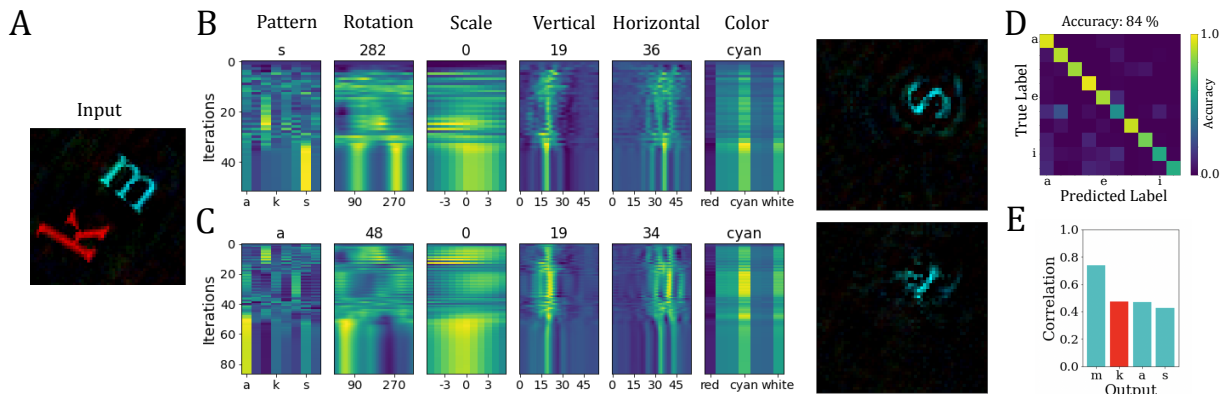 A
Input
k
m
B
Pattern Rotation Scale Vertical Horizontal Color
s 282 0 19 36 cyan
Iterations
0
20
40
a k s 90 270 -3 0 3 0 15 30 45 0 15 30 45 red cyan white
s
C
a 48 0 19 34 cyan
Iterations
0
20
40
60
80
a k s 90 270 -3 0 3 0 15 30 45 0 15 30 45 red cyan white
D
Accuracy: 84 %
True Label
a
e
i
a e i
Predicted Label
1.0
0.0
Accuracy
E
Correlation
1.0
0.8
0.6
0.4
0.2
0.0
m k a s
Output